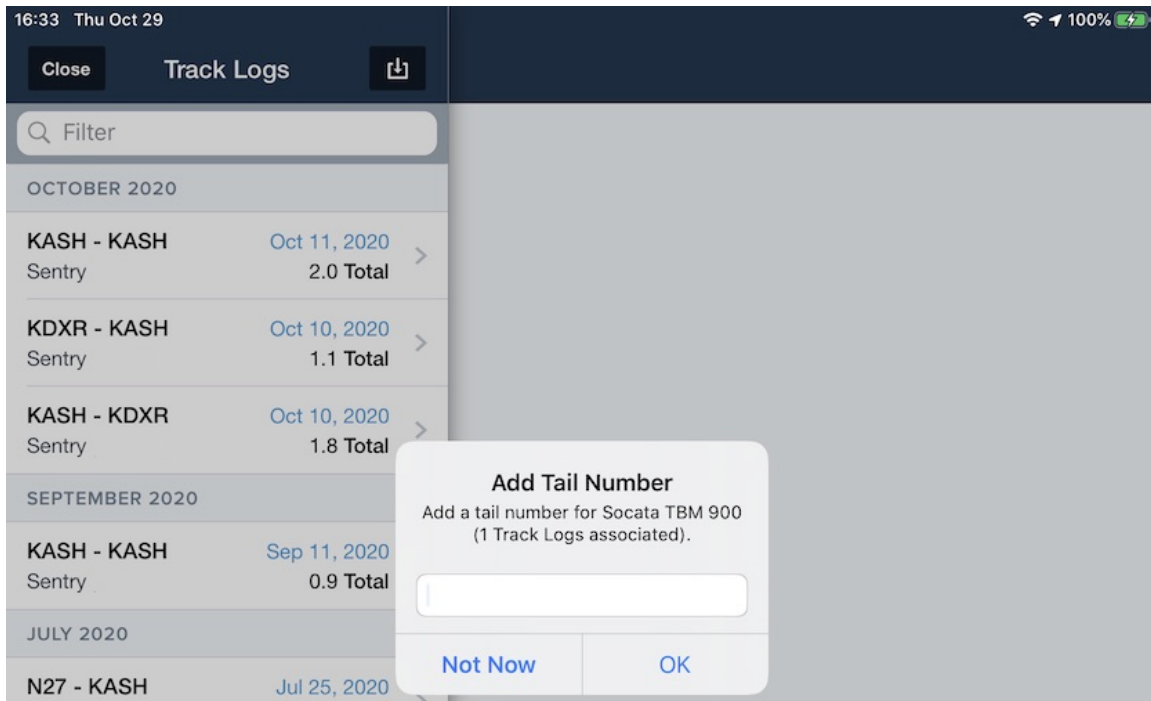 16:33 Thu Oct 29
100%
Close Track Logs
Filter
OCTOBER 2020
KASH - KASH Oct 11, 2020
Sentry 2.0 Total
KDXR - KASH Oct 10, 2020
Sentry 1.1 Total
KASH - KDXR Oct 10, 2020
Sentry 1.8 Total
SEPTEMBER 2020
KASH - KASH Sep 11, 2020
Sentry 0.9 Total
JULY 2020
N27 - KASH Jul 25, 2020
Add Tail Number
Add a tail number for Socata TBM 900
(1 Track Logs associated).
Not Now OK